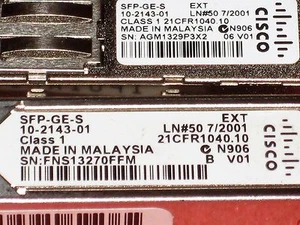 SFP-GE-S EXT
10-2143-01 LN#50 7/2001
CLASS 1 21CFR1040.10
MADE IN MALAYSIA N906
SN: AGM1329P3X2 06 V01
CISCO
SFP-GE-S EXT
10-2143-01 LN#50 7/2001
Class 1 21CFR1040.10
MADE IN MALAYSIA N906
SN:FNS13270FFM B V01
CISCO